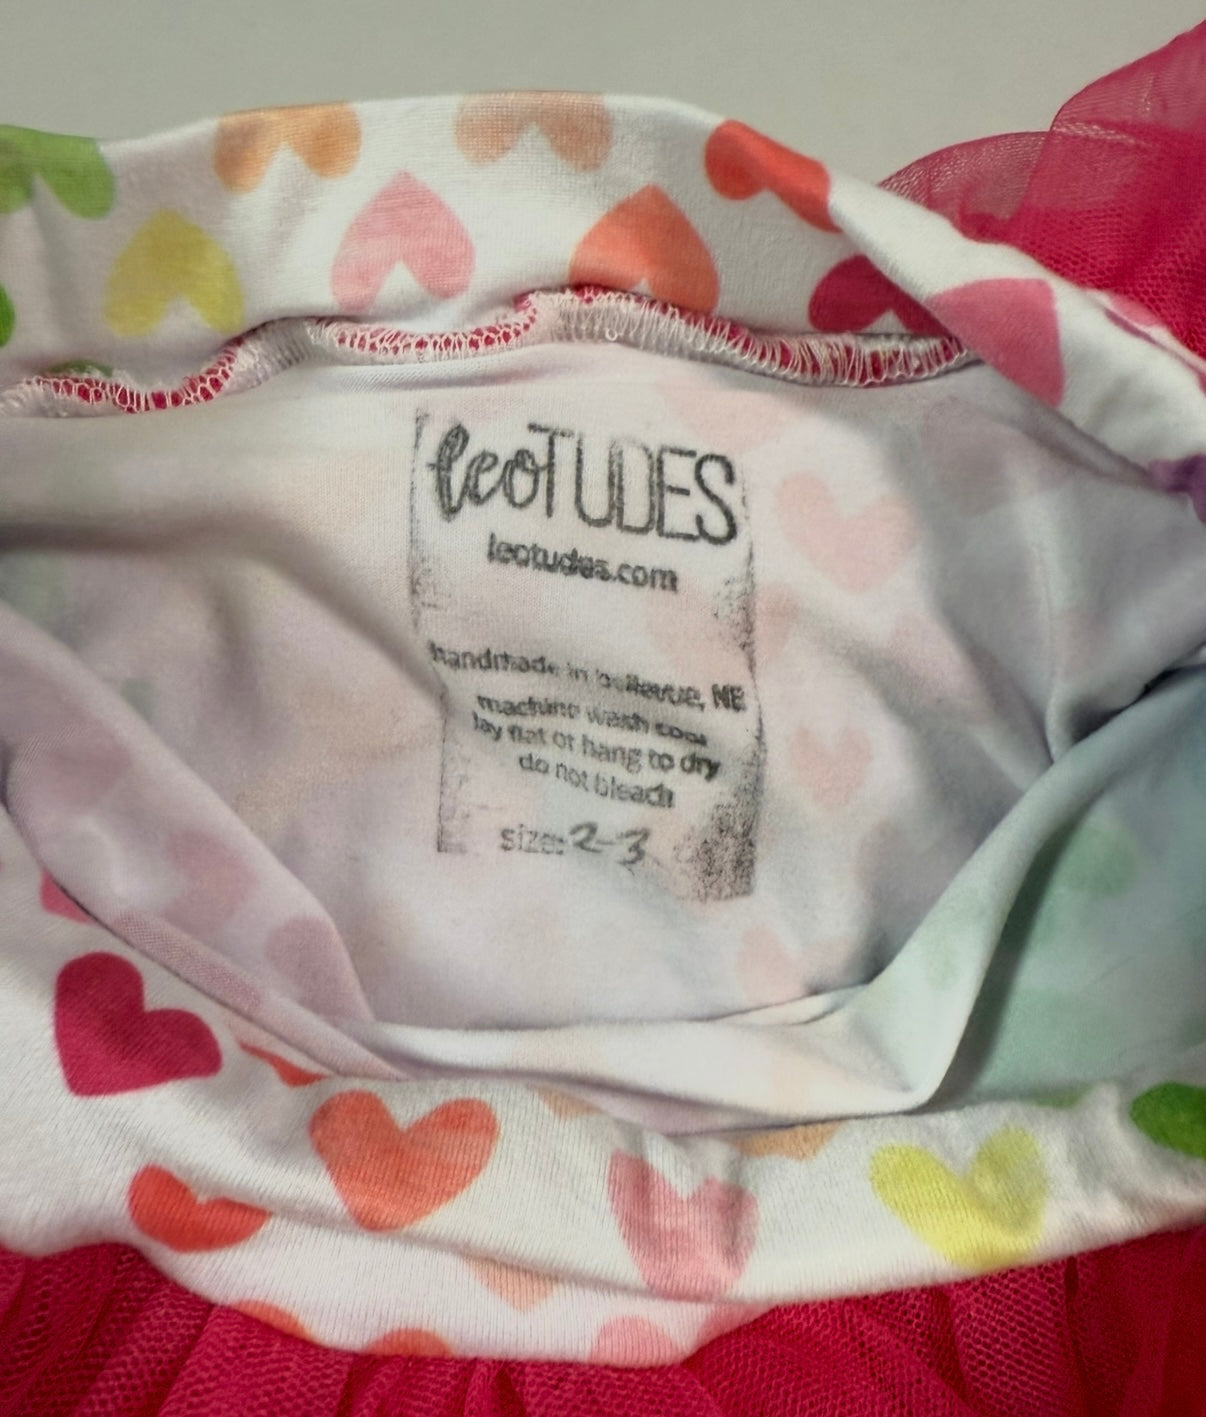 leoTUDES
leotudes.com
handmade in bellevue, NE
machine wash cool
lay flat or hang to dry
do not bleach
size: 2-3